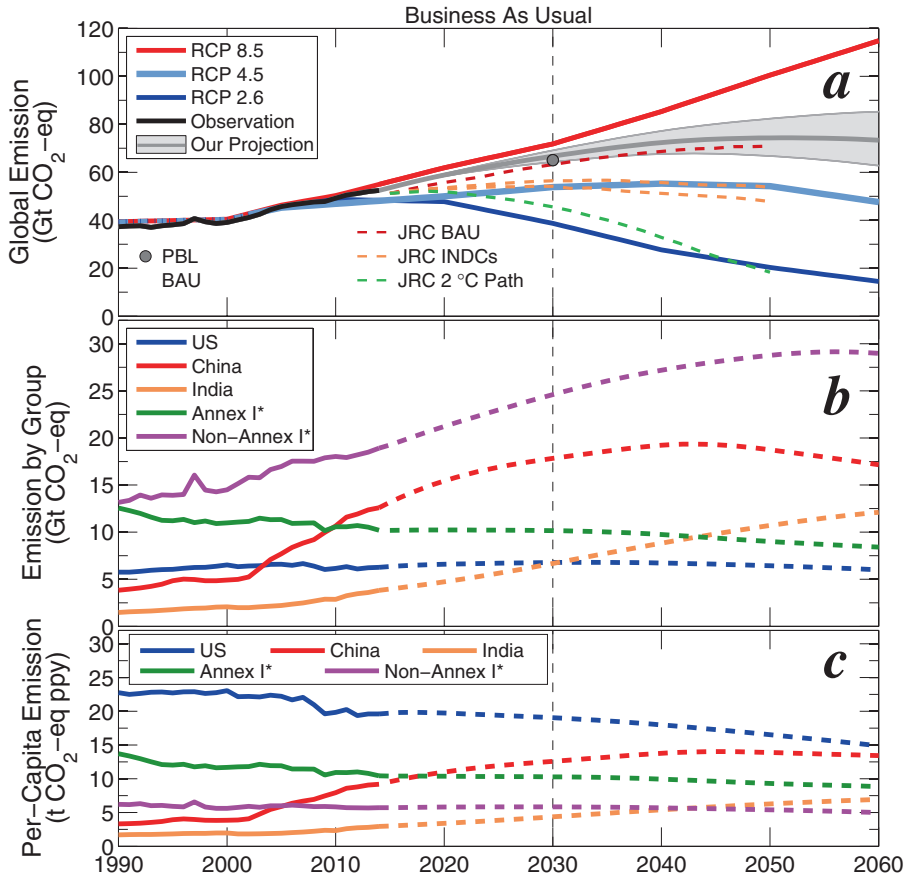 Business As Usual
Global Emission
(Gt CO₂−eq)
120
100
80
60
40
20
0
RCP 8.5
RCP 4.5
RCP 2.6
Observation
Our Projection
a
PBL
BAU
JRC BAU
JRC INDCs
JRC 2 °C Path
Emission by Group
(Gt CO₂−eq)
30
25
20
15
10
5
0
US
China
India
Annex I*
Non−Annex I*
b
Per−Capita Emission
(t CO₂−eq ppy)
30
25
20
15
10
5
0
US China India
Annex I* Non−Annex I*
c
1990 2000 2010 2020 2030 2040 2050 2060